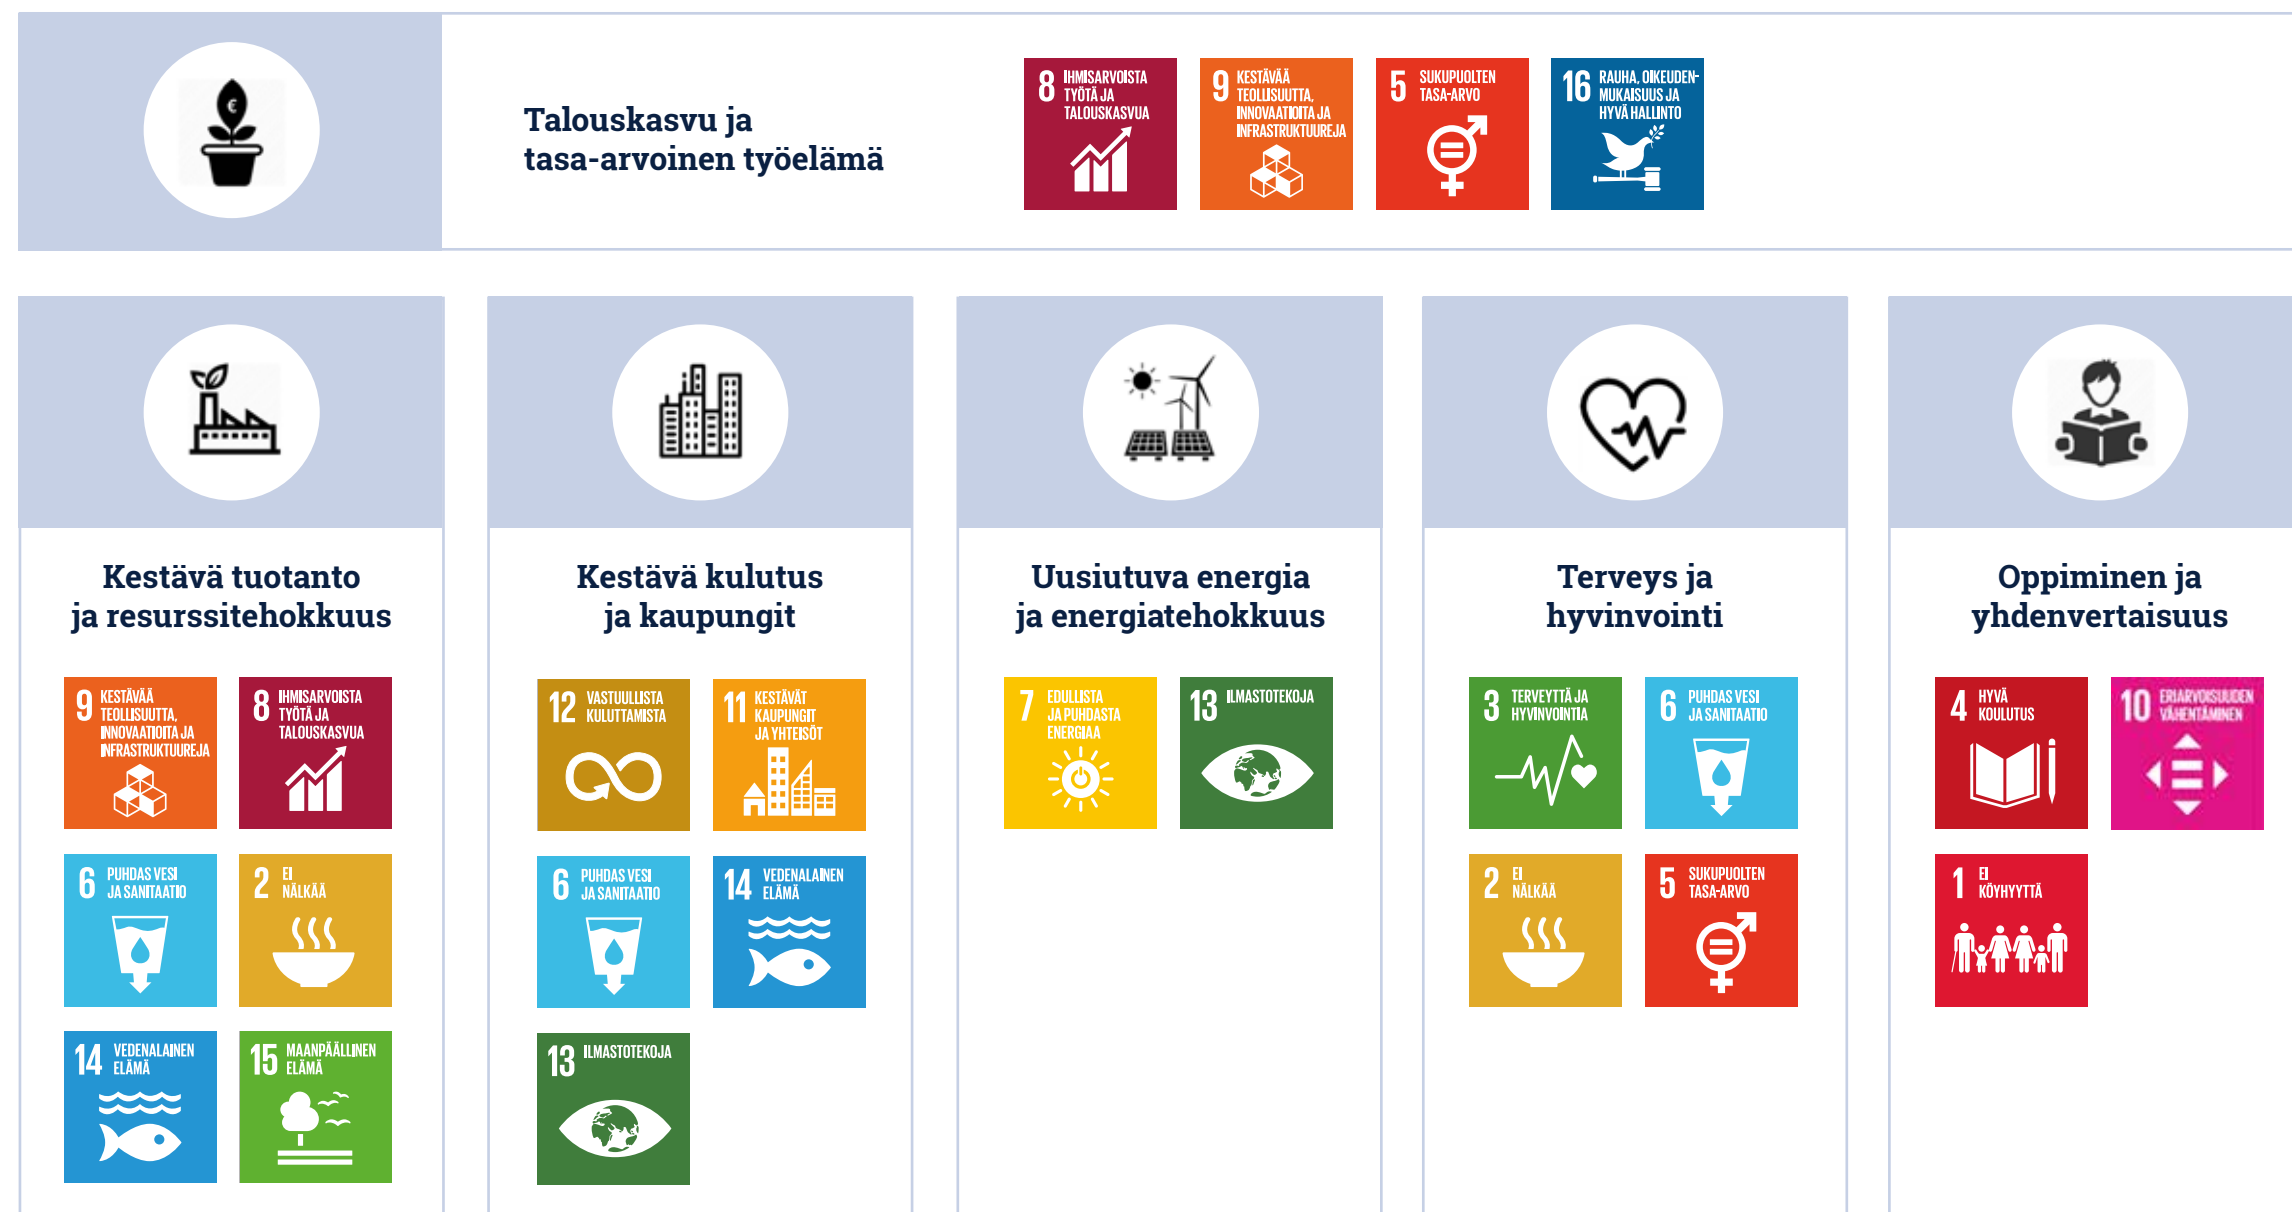 Talouskasvu ja
tasa-arvoinen työelämä
8 IHMISARVOISTA
TYÖTÄ JA
TALOUSKASVUA
9 KESTÄVÄÄ
TEOLLISUUTTA,
INNOVAATIOITA JA
INFRASTRUKTUUREJA
5 SUKUPUOLTEN
TASA-ARVO
16 RAUHA, OIKEUDEN-
MUKAISUUS JA
HYVÄ HALLINTO
€
Kestävä tuotanto
ja resurssitehokkuus
9 KESTÄVÄÄ
TEOLLISUUTTA,
INNOVAATIOITA JA
INFRASTRUKTUUREJA
8 IHMISARVOISTA
TYÖTÄ JA
TALOUSKASVUA
6 PUHDAS VESI
JA SANITAATIO
2 EI
NÄLKÄÄ
14 VEDENALAINEN
ELÄMÄ
15 MAANPÄÄLLINEN
ELÄMÄ
Kestävä kulutus
ja kaupungit
12 VASTUULLISTA
KULUTTAMISTA
11 KESTÄVÄT
KAUPUNGIT
JA YHTEISÖT
6 PUHDAS VESI
JA SANITAATIO
14 VEDENALAINEN
ELÄMÄ
13 ILMASTOTEKOJA
Uusiutuva energia
ja energiatehokkuus
7 EDULLISTA
JA PUHDASTA
ENERGIAA
13 ILMASTOTEKOJA
Terveys ja
hyvinvointi
3 TERVEYTTÄ JA
HYVINVOINTIA
6 PUHDAS VESI
JA SANITAATIO
2 EI
NÄLKÄÄ
5 SUKUPUOLTEN
TASA-ARVO
Oppiminen ja
yhdenvertaisuus
4 HYVÄ
KOULUTUS
10 ERIARVOISUUDEN
VÄHENTÄMINEN
1 EI
KÖYHYYTTÄ